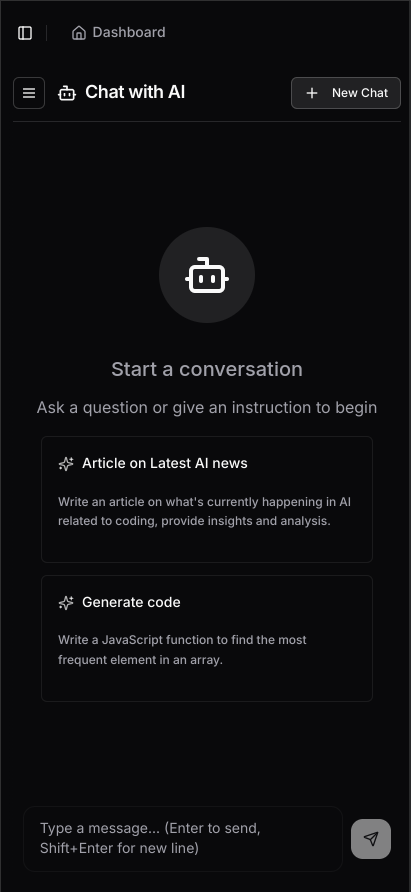 Dashboard
Chat with AI
New Chat
Start a conversation
Ask a question or give an instruction to begin
Article on Latest AI news
Write an article on what's currently happening in AI
related to coding, provide insights and analysis.
Generate code
Write a JavaScript function to find the most
frequent element in an array.
Type a message... (Enter to send,
Shift+Enter for new line)